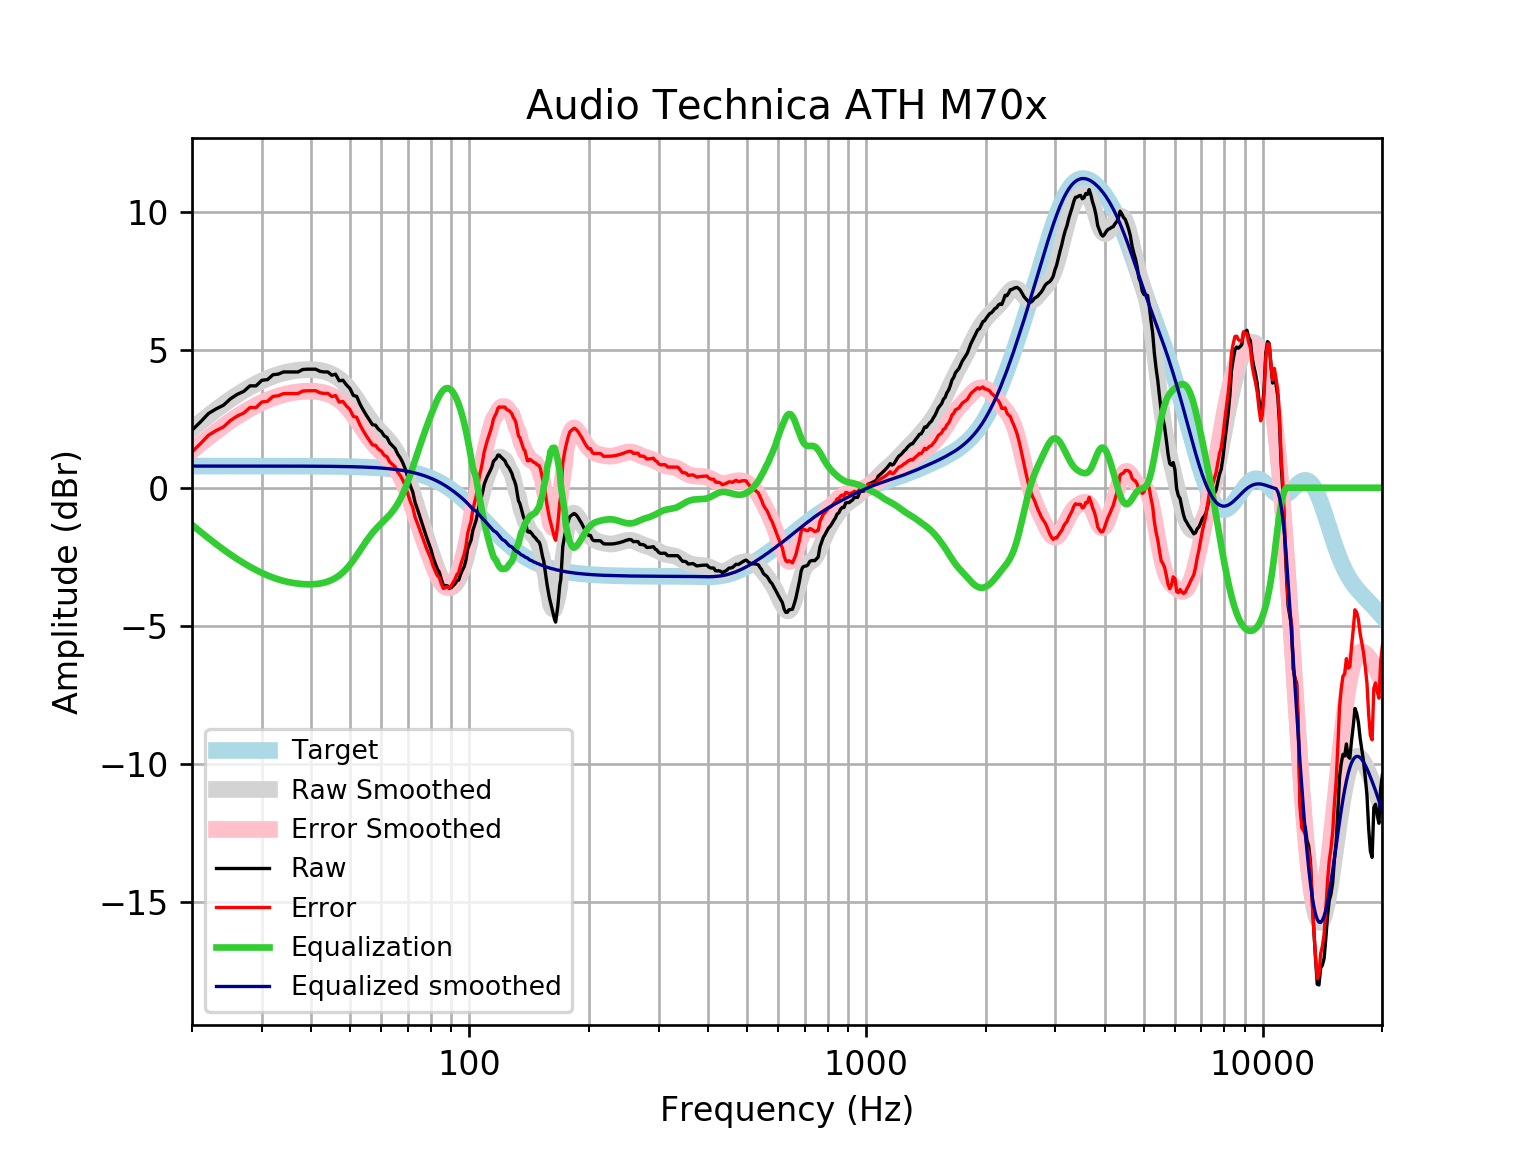 Audio Technica ATH M70x
Amplitude (dBr)
10
5
0
−5
−10
−15
Target
Raw Smoothed
Error Smoothed
Raw
Error
Equalization
Equalized smoothed
100
1000
10000
Frequency (Hz)